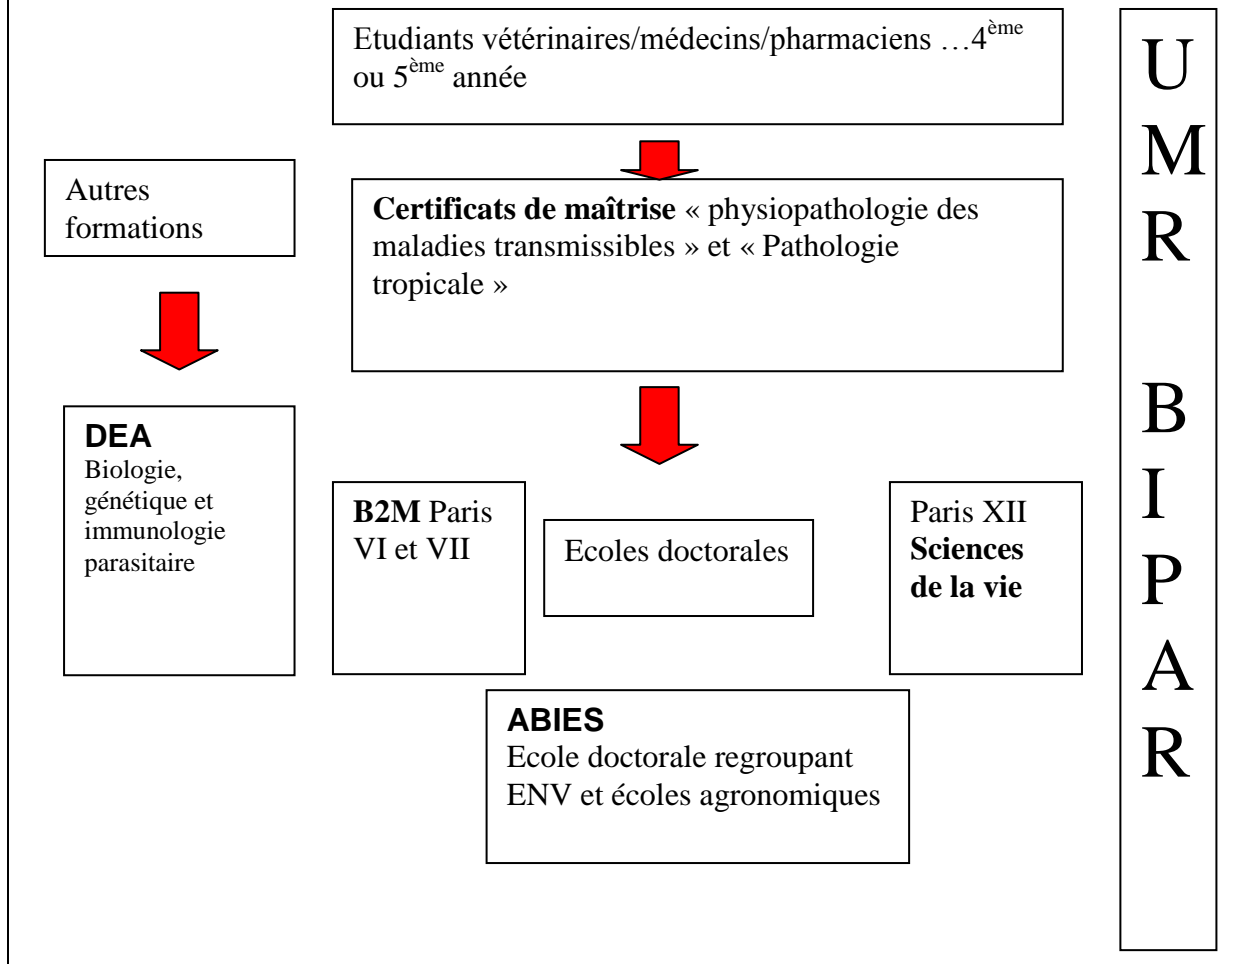 Etudiants vétérinaires/médecins/pharmaciens …4ème
ou 5ème année
Autres
formations
Certificats de maîtrise « physiopathologie des
maladies transmissibles » et « Pathologie
tropicale »
DEA
Biologie,
génétique et
immunologie
parasitaire
B2M Paris
VI et VII
Ecoles doctorales
Paris XII
Sciences
de la vie
ABIES
Ecole doctorale regroupant
ENV et écoles agronomiques
U
M
R
B
I
P
A
R